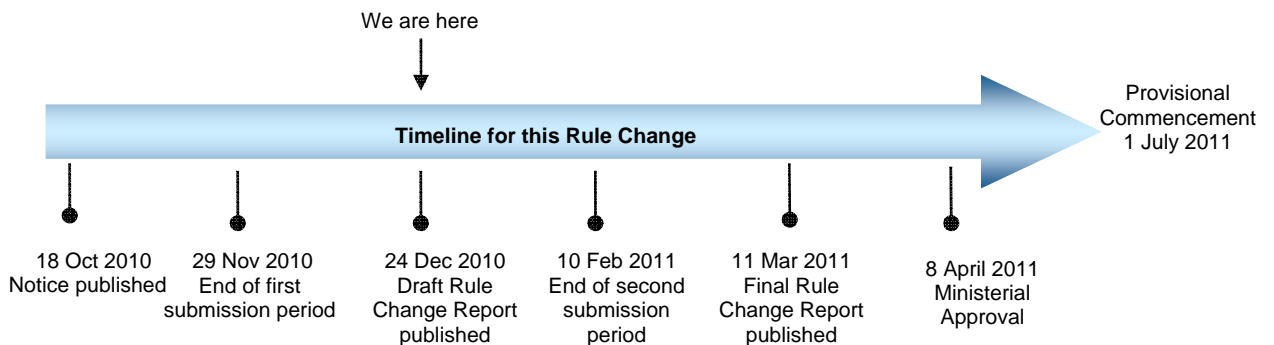 We are here
Timeline for this Rule Change
Provisional
Commencement
1 July 2011
18 Oct 2010
Notice published
29 Nov 2010
End of first
submission period
24 Dec 2010
Draft Rule
Change Report
published
10 Feb 2011
End of second
submission
period
11 Mar 2011
Final Rule
Change Report
published
8 April 2011
Ministerial
Approval